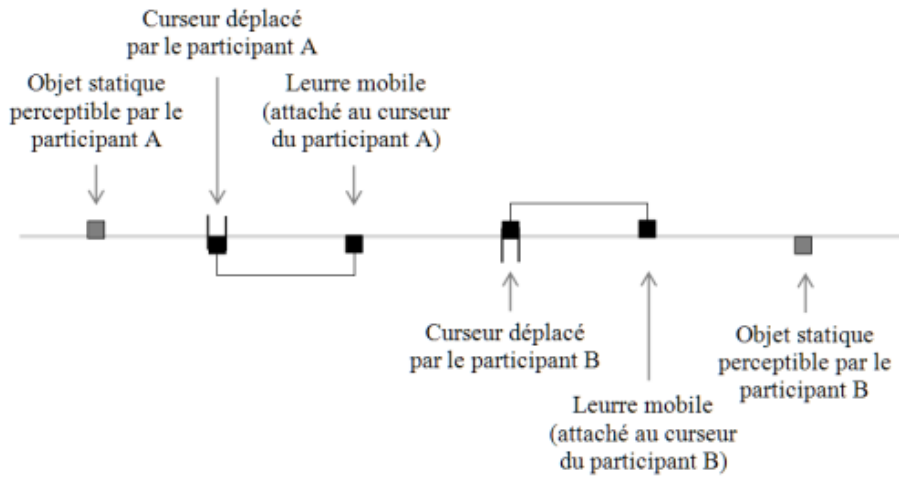 Curseur déplacé
par le participant A
Objet statique
perceptible par le
participant A
Leurre mobile
(attaché au curseur
du participant A)
Curseur déplacé
par le participant B
Leurre mobile
(attaché au curseur
du participant B)
Objet statique
perceptible par le
participant B